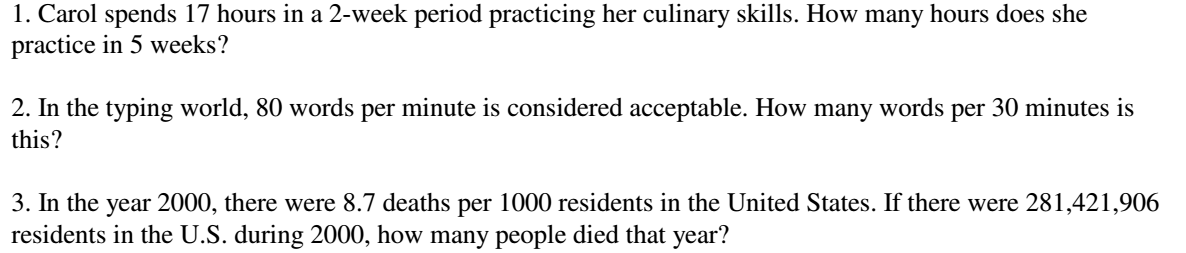 1. Carol spends 17 hours in a 2-week period practicing her culinary skills. How many hours does she
practice in 5 weeks?
2. In the typing world, 80 words per minute is considered acceptable. How many words per 30 minutes is
this?
3. In the year 2000, there were 8.7 deaths per 1000 residents in the United States. If there were 281,421,906
residents in the U.S. during 2000, how many people died that year?